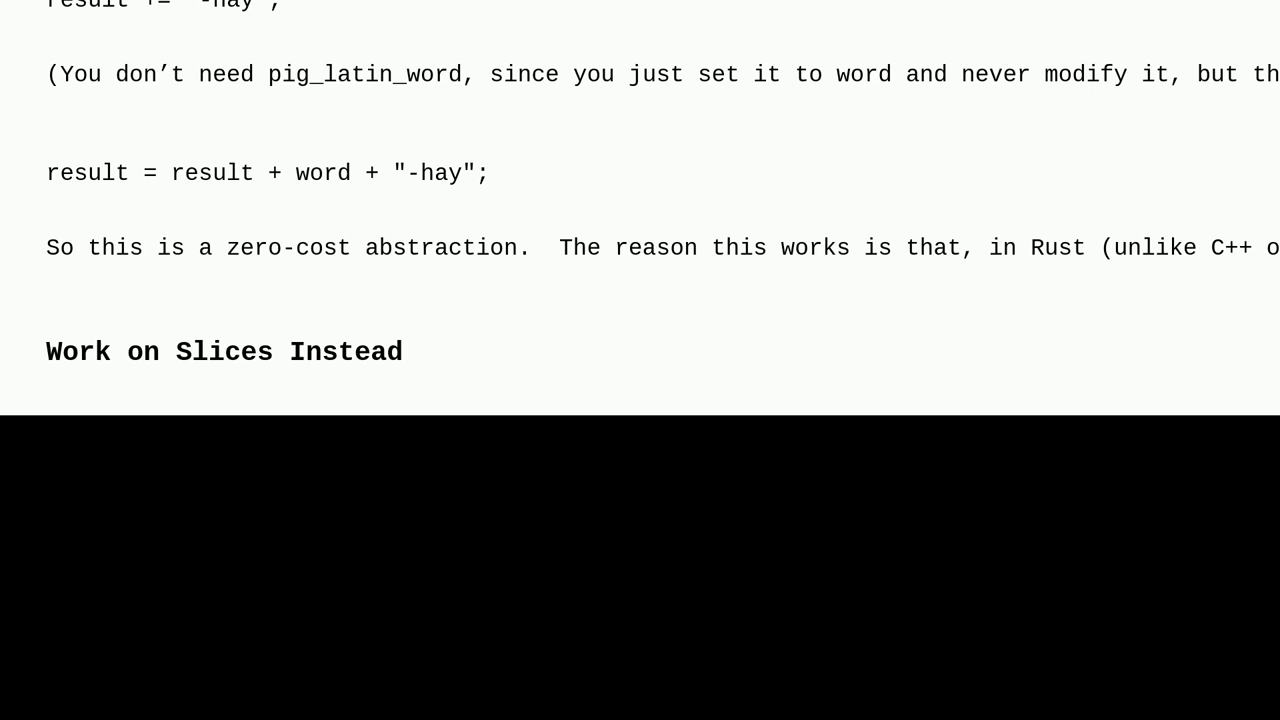 result += "-hay";
(You don’t need pig_latin_word, since you just set it to word and never modify it, but th
result = result + word + "-hay";
So this is a zero-cost abstraction.  The reason this works is that, in Rust (unlike C++ o
Work on Slices Instead